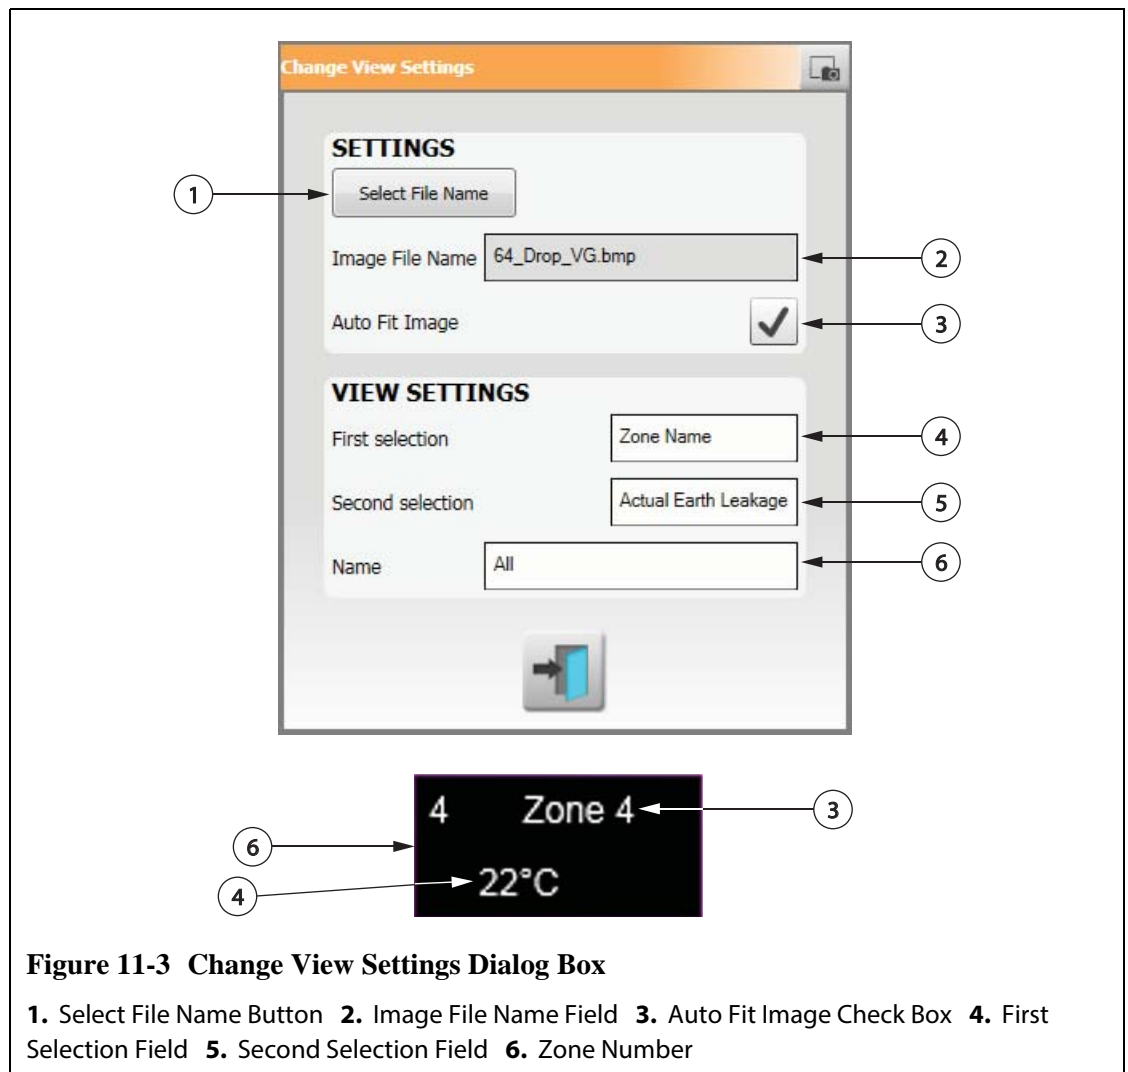 Change View Settings
SETTINGS
1
Select File Name
Image File Name 64_Drop_VG.bmp
2
Auto Fit Image
3
VIEW SETTINGS
First selection Zone Name
4
Second selection Actual Earth Leakage
5
Name All
6
4 Zone 4
3
6
22°C
4
Figure 11-3 Change View Settings Dialog Box
1. Select File Name Button 2. Image File Name Field 3. Auto Fit Image Check Box 4. First
Selection Field 5. Second Selection Field 6. Zone Number